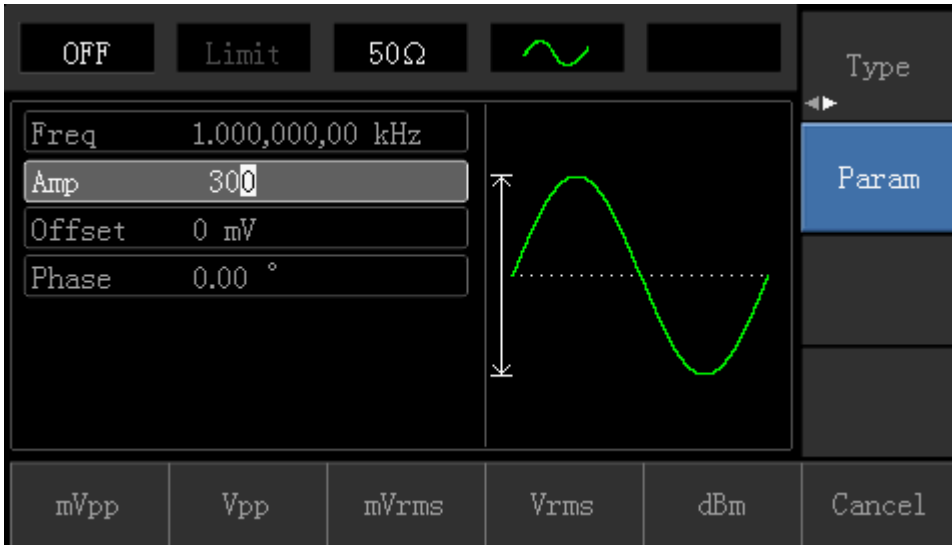 OFF Limit 50Ω
Type
Freq 1.000,000,00 kHz
Amp 300
Param
Offset 0 mV
Phase 0.00 °
mVpp Vpp mVrms Vrms dBm Cancel